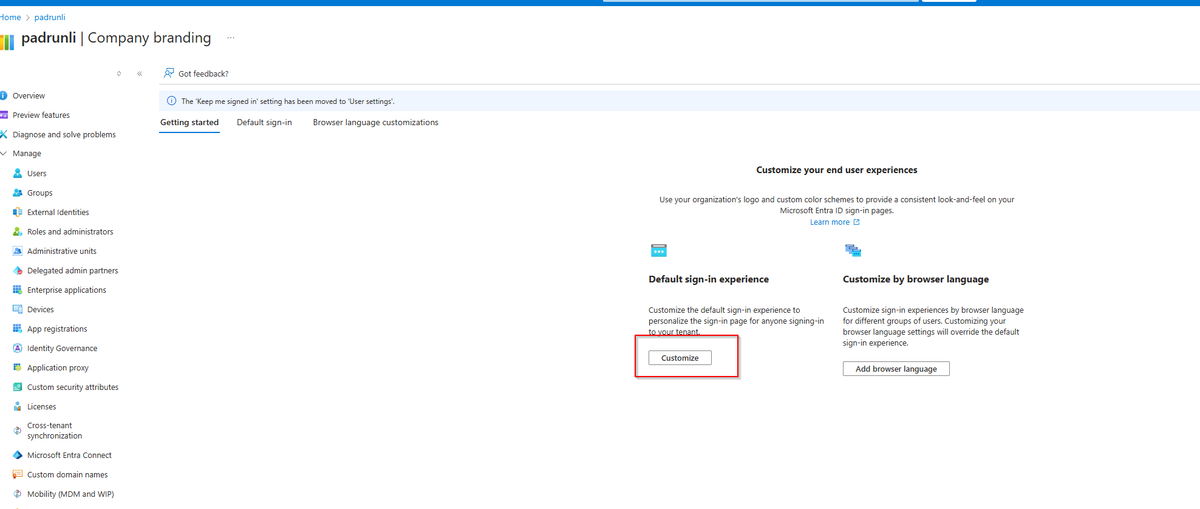 Home > padrunli
padrunli | Company branding ...
Got feedback?
The 'Keep me signed in' setting has been moved to 'User settings'.
Getting started Default sign-in Browser language customizations
Overview
Preview features
Diagnose and solve problems
Manage
Users
Groups
External Identities
Roles and administrators
Administrative units
Delegated admin partners
Enterprise applications
Devices
App registrations
Identity Governance
Application proxy
Custom security attributes
Licenses
Cross-tenant
synchronization
Microsoft Entra Connect
Custom domain names
Mobility (MDM and WIP)
Customize your end user experiences
Use your organization's logo and custom color schemes to provide a consistent look-and-feel on your
Microsoft Entra ID sign-in pages.
Learn more
Default sign-in experience
Customize the default sign-in experience to
personalize the sign-in page for anyone signing-in
to your tenant.
Customize
Customize by browser language
Customize sign-in experiences by browser language
for different groups of users. Customizing your
browser language settings will override the default
sign-in experience.
Add browser language